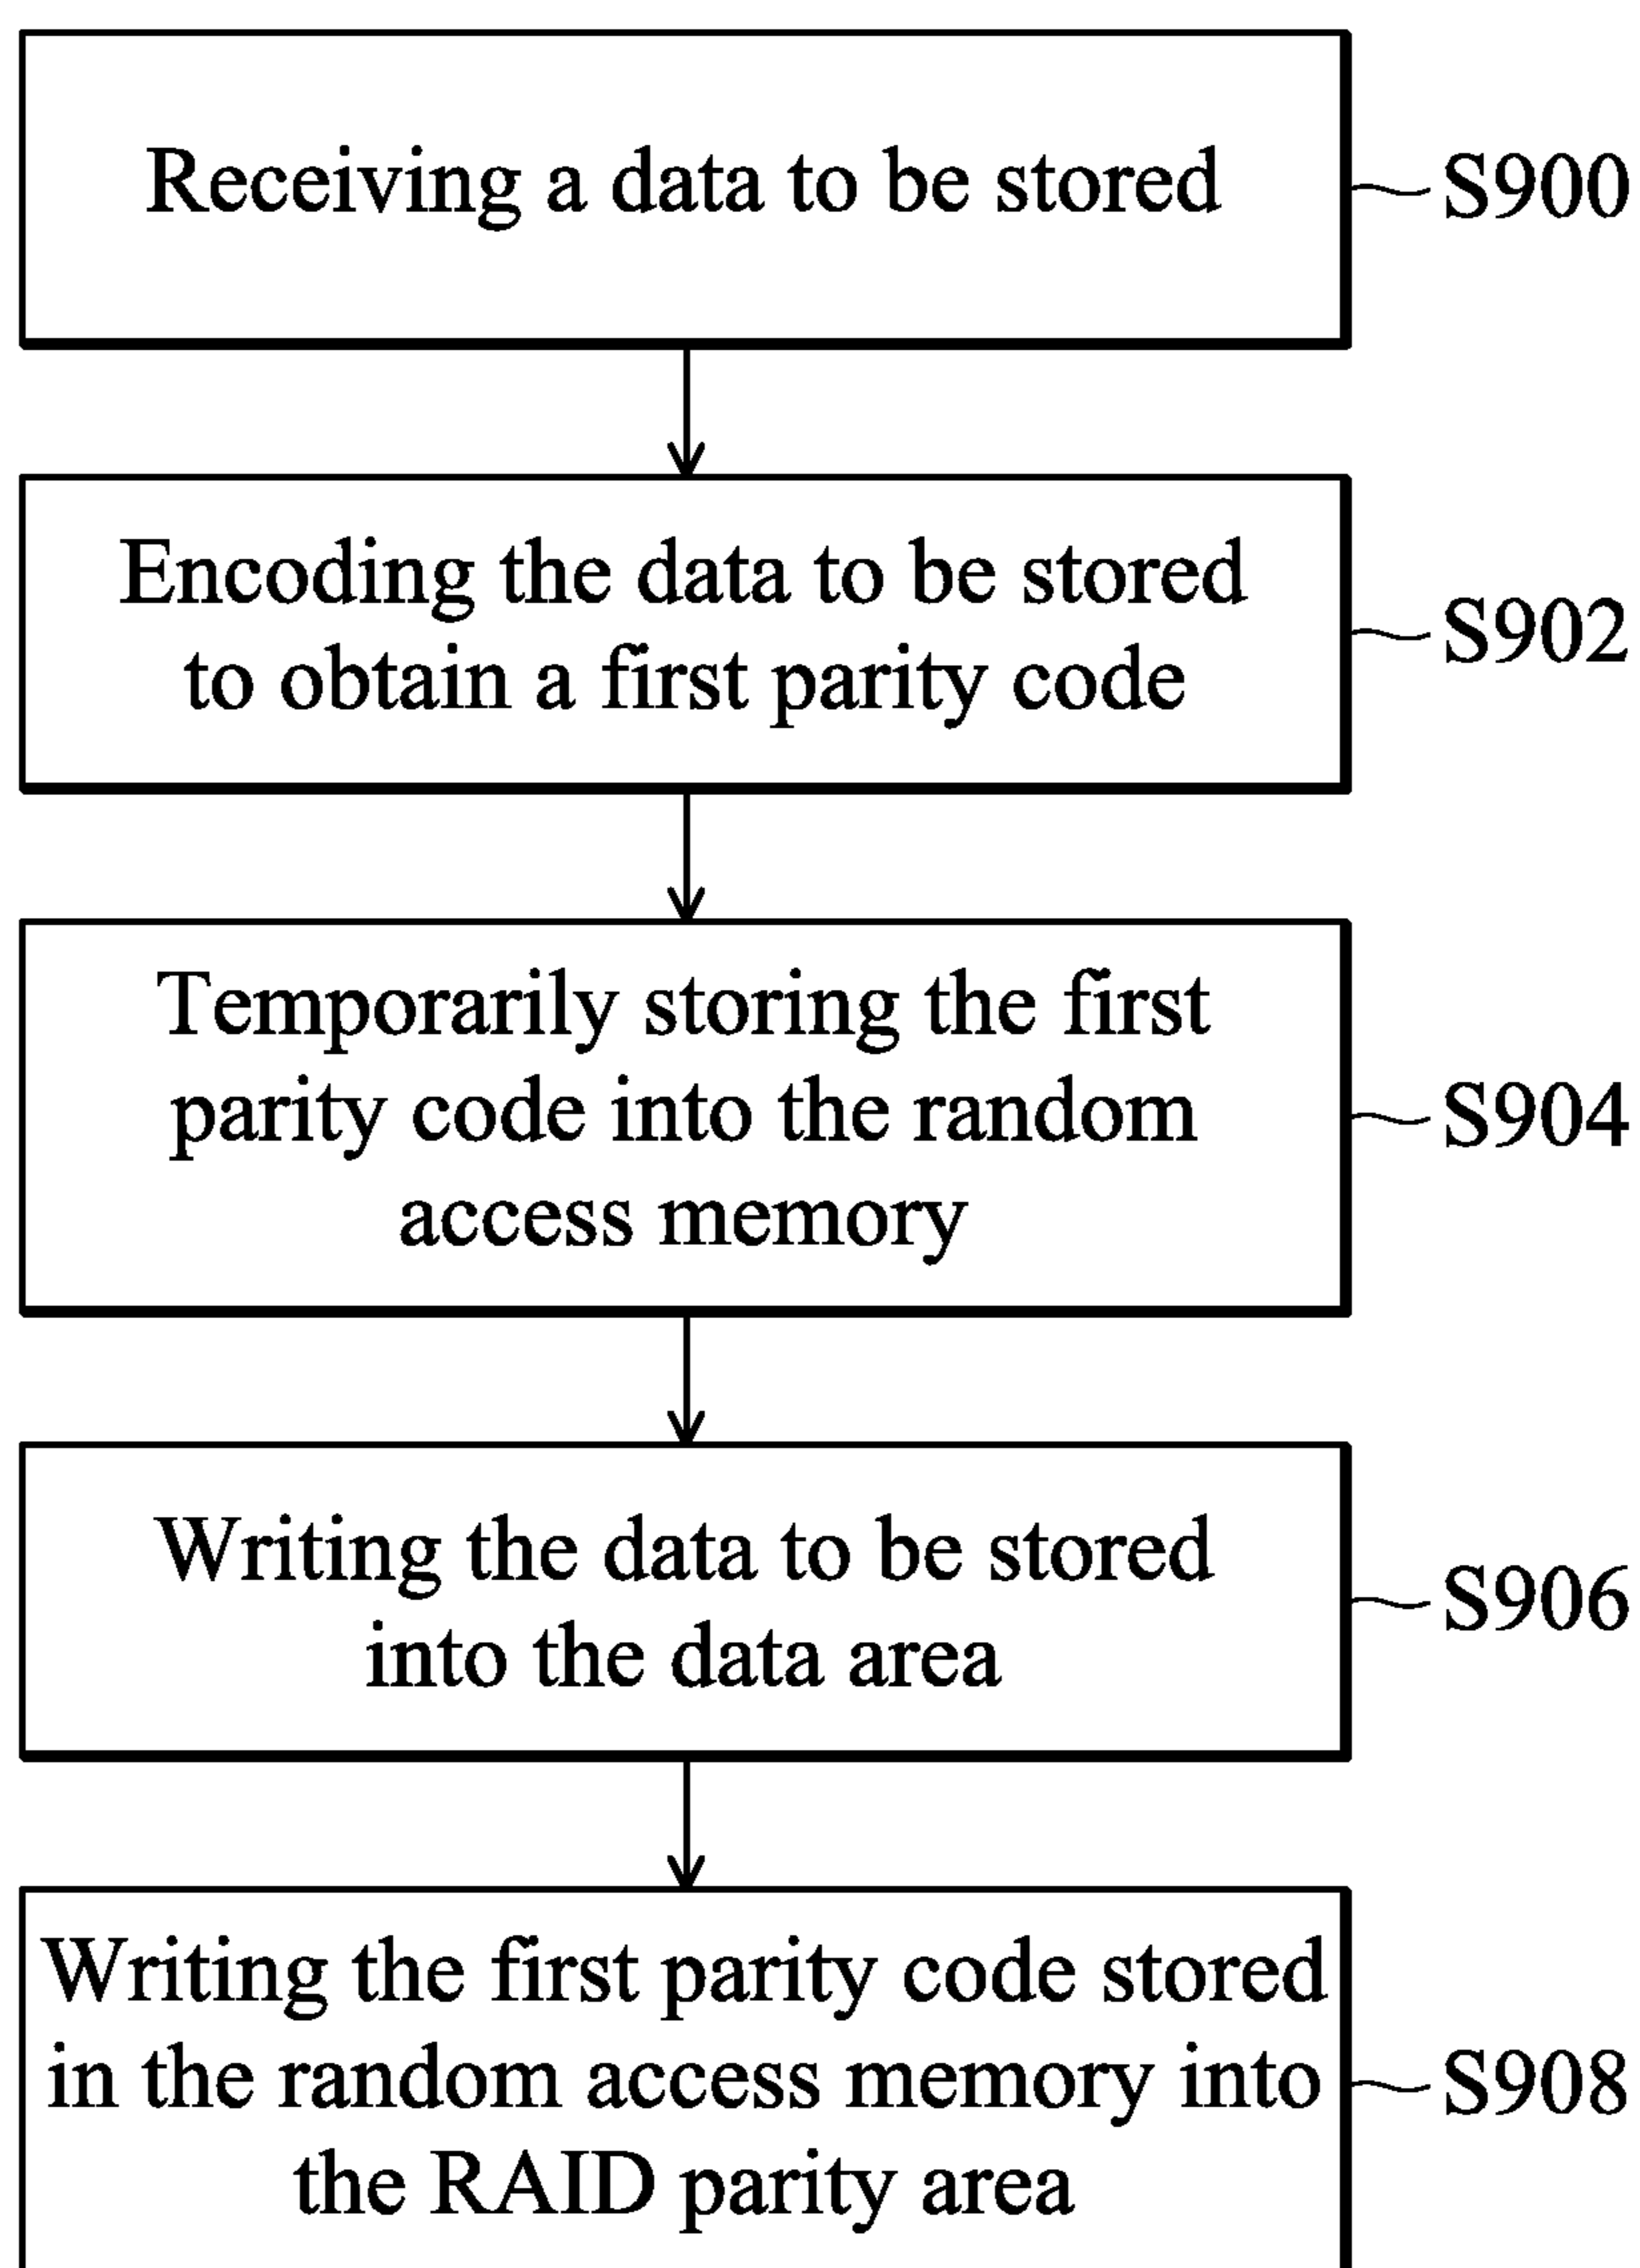 Receiving a data to be stored
S900
Encoding the data to be stored
to obtain a first parity code
S902
Temporarily storing the first
parity code into the random
access memory
S904
Writing the data to be stored
into the data area
S906
Writing the first parity code stored
in the random access memory into
the RAID parity area
S908